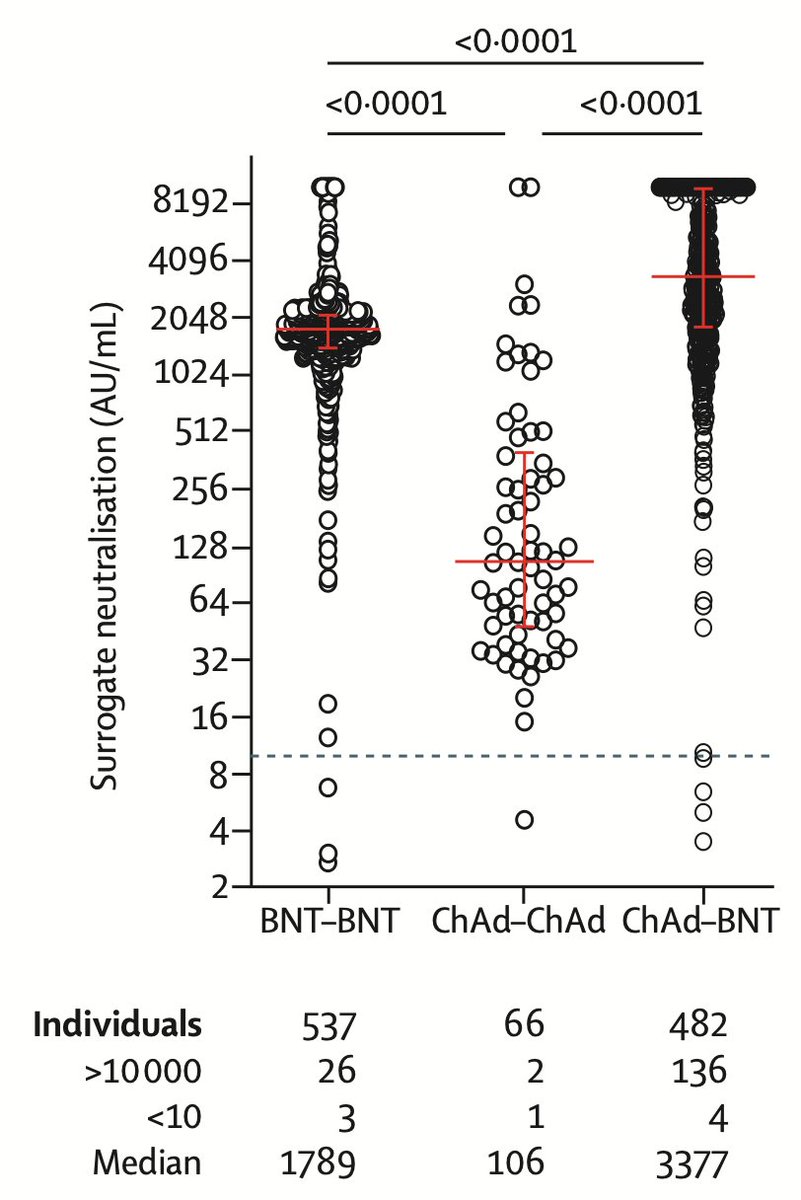 <0·0001
<0·0001 <0·0001
Surrogate neutralisation (AU/mL)
8192
4096
2048
1024
512
256
128
64
32
16
8
4
2
BNT–BNT ChAd–ChAd ChAd–BNT
Individuals 537 66 482
>10 000 26 2 136
<10 3 1 4
Median 1789 106 3377